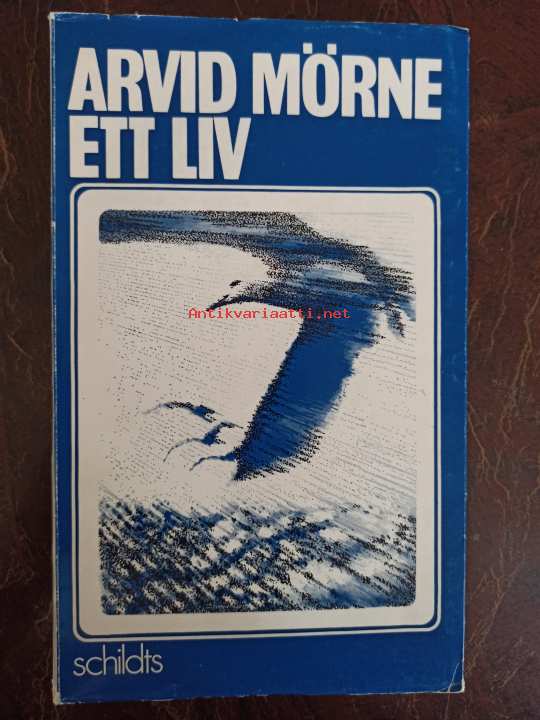 ARVID MÖRNE
ETT LIV
Antikvariaatti.net
schildts